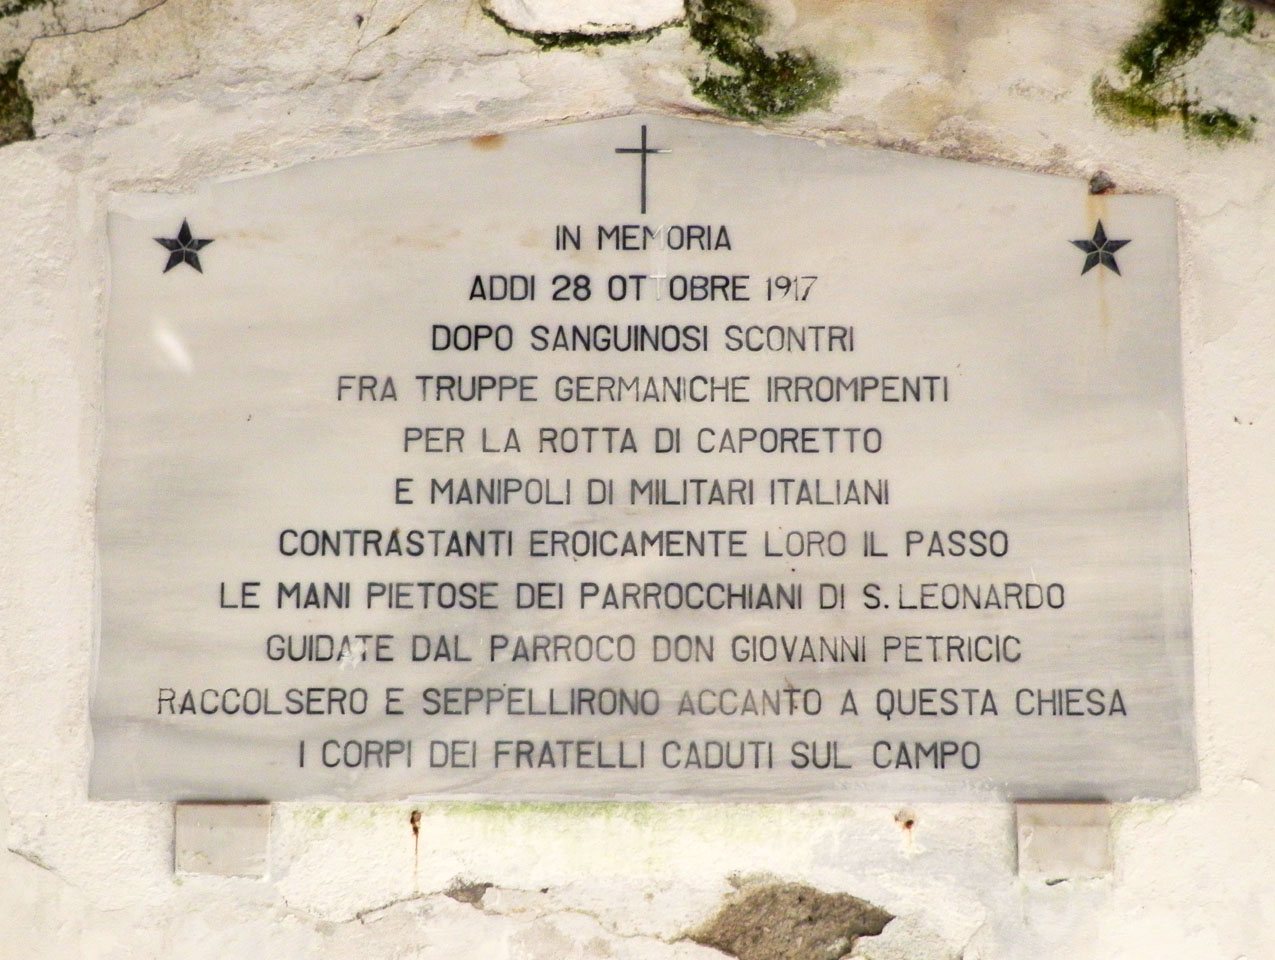 IN MEMORIA
ADDI 28 OTTOBRE 1917
DOPO SANGUINOSI SCONTRI
FRA TRUPPE GERMANICHE IRROMPENTI
PER LA ROTTA DI CAPORETTO
E MANIPOLI DI MILITARI ITALIANI
CONTRASTANTI EROICAMENTE LORO IL PASSO
LE MANI PIETOSE DEI PARROCCHIANI DI S. LEONARDO
GUIDATE DAL PARROCO DON GIOVANNI PETRICIC
RACCOLSERO E SEPPELLIRONO ACCANTO A QUESTA CHIESA
I CORPI DEI FRATELLI CADUTI SUL CAMPO